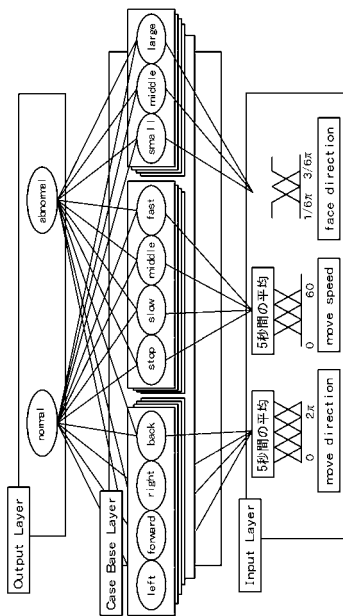 Output Layer
normal
abnormal
Case Base Layer
left
forward
right
back
stop
slow
middle
fast
small
middle
large
Input Layer
5秒間の平均
0 2π
move direction
5秒間の平均
0 60
move speed
1/6π 3/6π
face direction